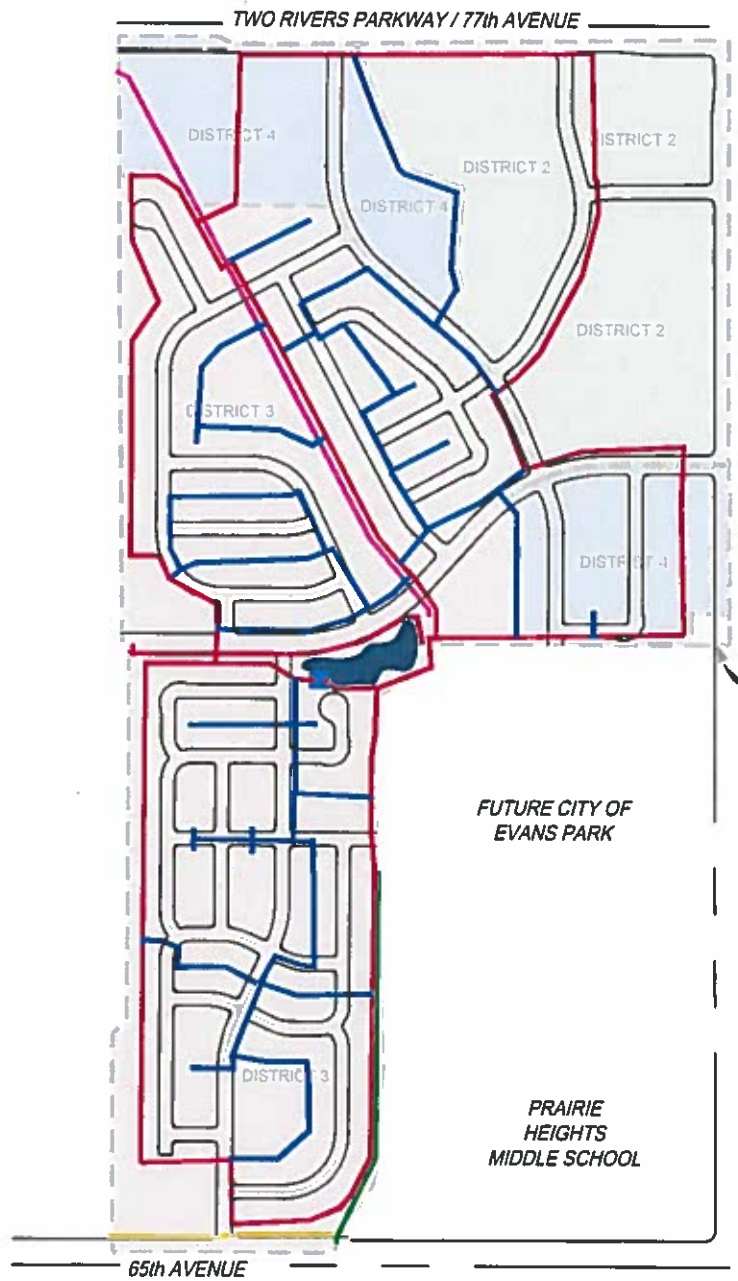 TWO RIVERS PARKWAY / 77th AVENUE
DISTRICT 4
DISTRICT 2
DISTRICT 2
DISTRICT 4
DISTRICT 2
DISTRICT 3
DISTRICT 4
FUTURE CITY OF
EVANS PARK
DISTRICT 3
PRAIRIE
HEIGHTS
MIDDLE SCHOOL
65th AVENUE